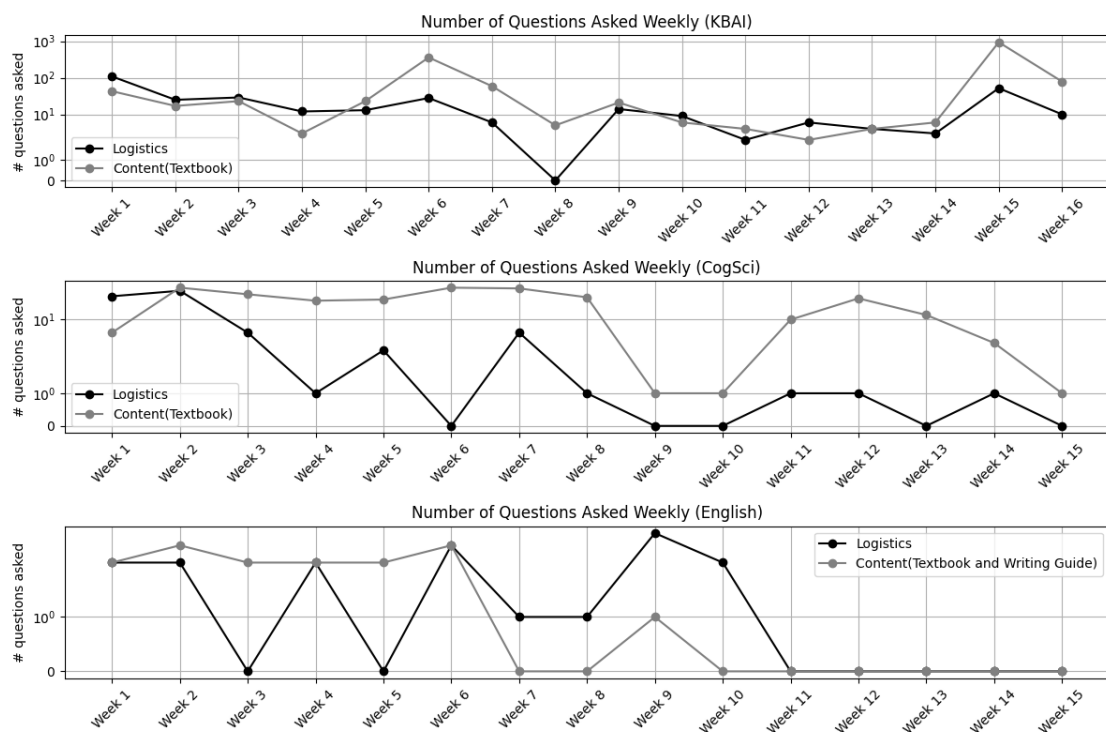 Number of Questions Asked Weekly (KBAI)
# questions asked
10³
10²
10¹
10⁰
0
Logistics
Content(Textbook)
Week 1
Week 2
Week 3
Week 4
Week 5
Week 6
Week 7
Week 8
Week 9
Week 10
Week 11
Week 12
Week 13
Week 14
Week 15
Week 16
Number of Questions Asked Weekly (CogSci)
# questions asked
10¹
10⁰
0
Logistics
Content(Textbook)
Week 1
Week 2
Week 3
Week 4
Week 5
Week 6
Week 7
Week 8
Week 9
Week 10
Week 11
Week 12
Week 13
Week 14
Week 15
Number of Questions Asked Weekly (English)
# questions asked
10⁰
0
Logistics
Content(Textbook and Writing Guide)
Week 1
Week 2
Week 3
Week 4
Week 5
Week 6
Week 7
Week 8
Week 9
Week 10
Week 11
Week 12
Week 13
Week 14
Week 15